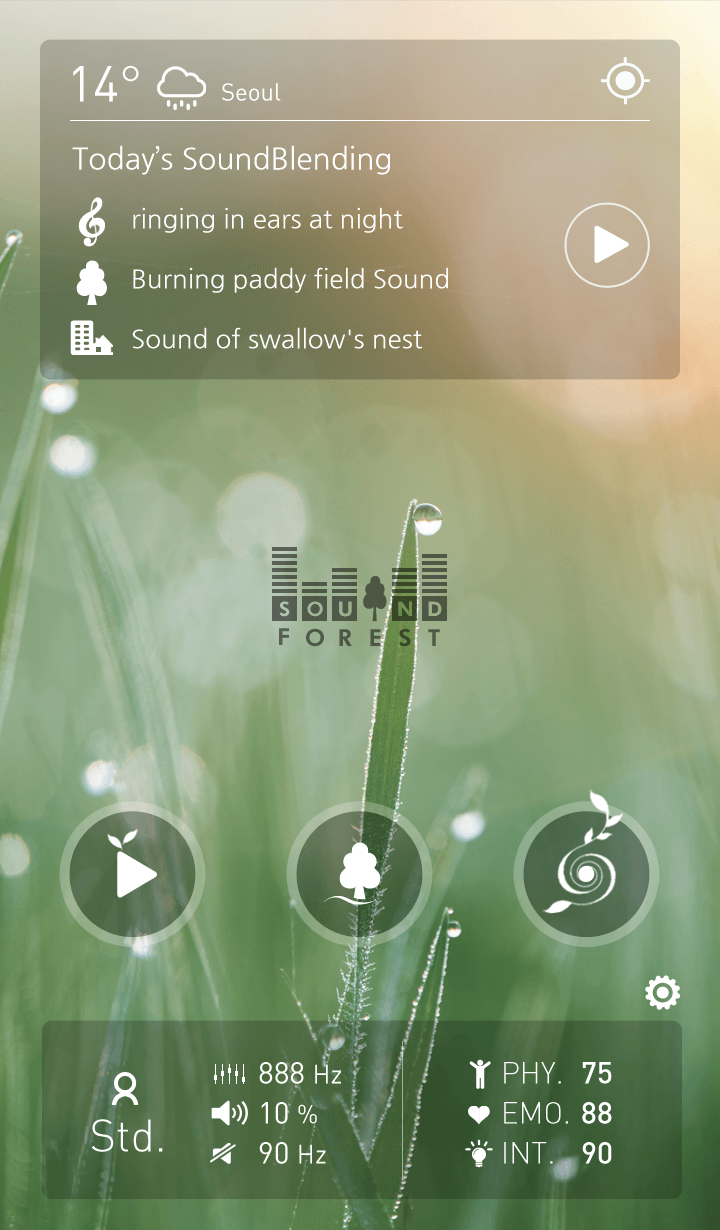 14° Seoul
Today's SoundBlending
ringing in ears at night
Burning paddy field Sound
Sound of swallow's nest
SOUND
FOREST
Std.
888 Hz
10 %
90 Hz
PHY. 75
EMO. 88
INT. 90